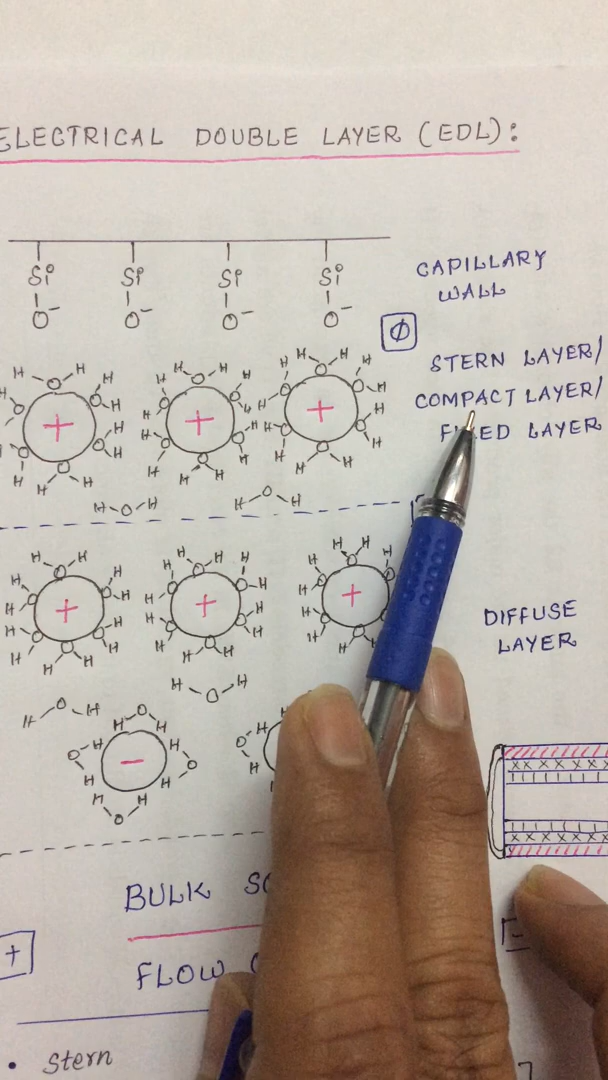 ELECTRICAL DOUBLE LAYER (EDL):
Si Si Si Si
O⁻ O⁻ O⁻ O⁻
CAPILLARY
WALL
Φ
STERN LAYER/
COMPACT LAYER/
LAYER
+ + +
H O H H O H
+ + +
DIFFUSE
LAYER
H O H
H O H
−
BULK
FLOW
+
• Stern